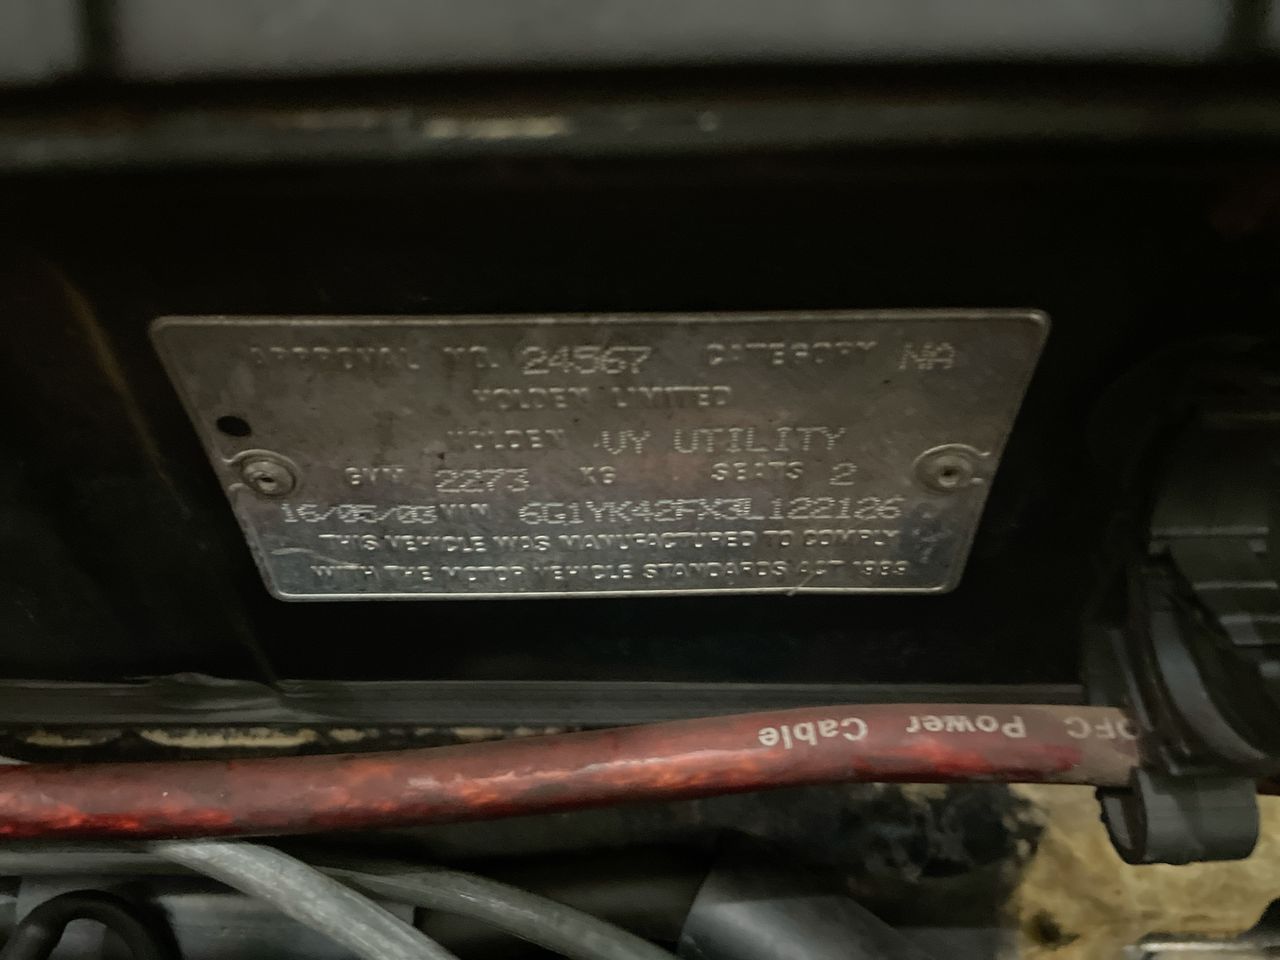 APPROVAL NO. 24567 CATEGORY NA
HOLDEN LIMITED
HOLDEN VY UTILITY
GVM 2273 KG SEATS 2
16/05/03 VIN 6G1YK42FX3L122126
THIS VEHICLE WAS MANUFACTURED TO COMPLY
WITH THE MOTOR VEHICLE STANDARDS ACT 1989
OFC Power Cable